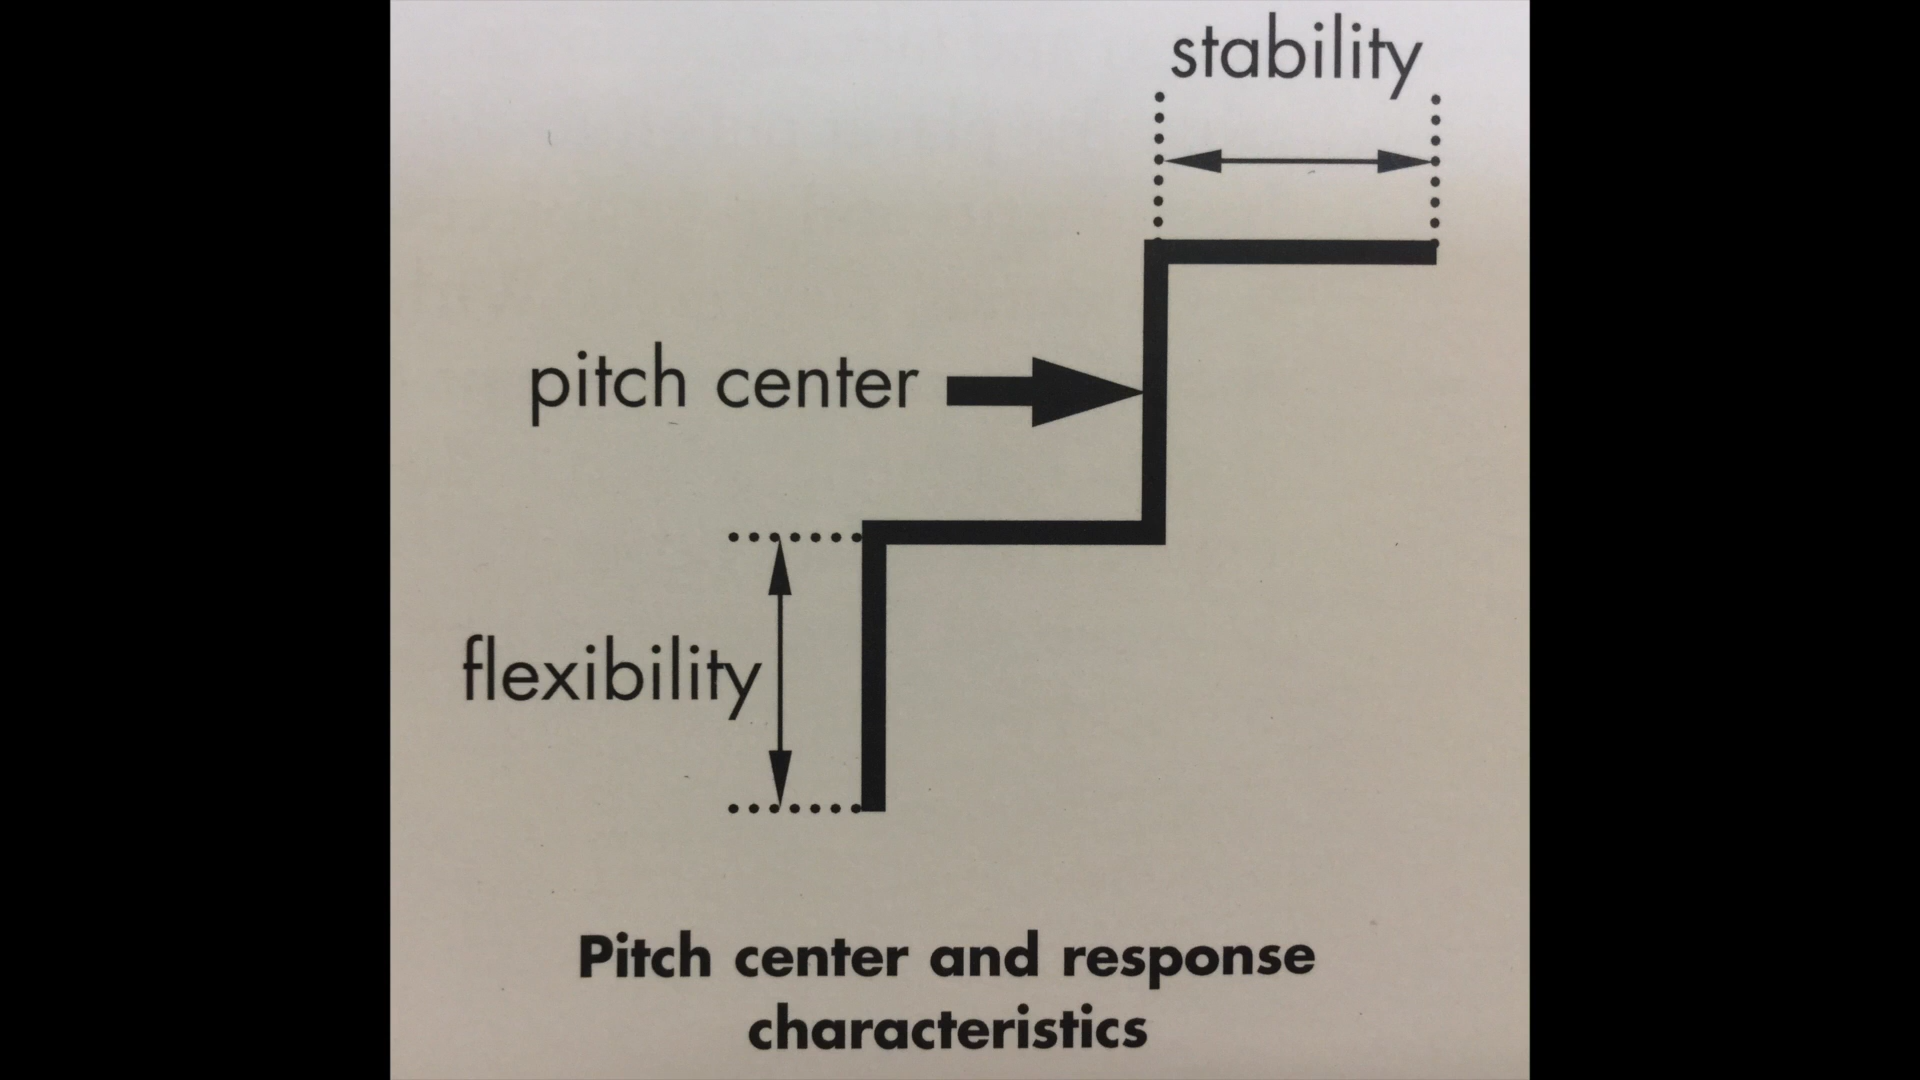 stability
pitch center
flexibility
Pitch center and response
characteristics